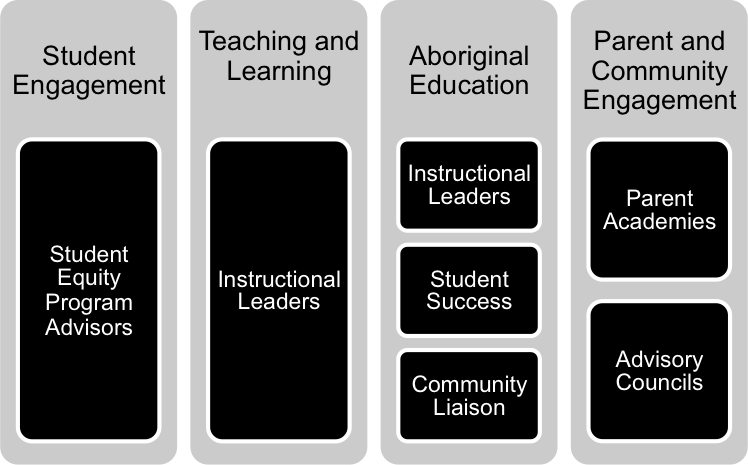 Student
Engagement
Student
Equity
Program
Advisors
Teaching and
Learning
Instructional
Leaders
Aboriginal
Education
Instructional
Leaders
Student
Success
Community
Liaison
Parent and
Community
Engagement
Parent
Academies
Advisory
Councils